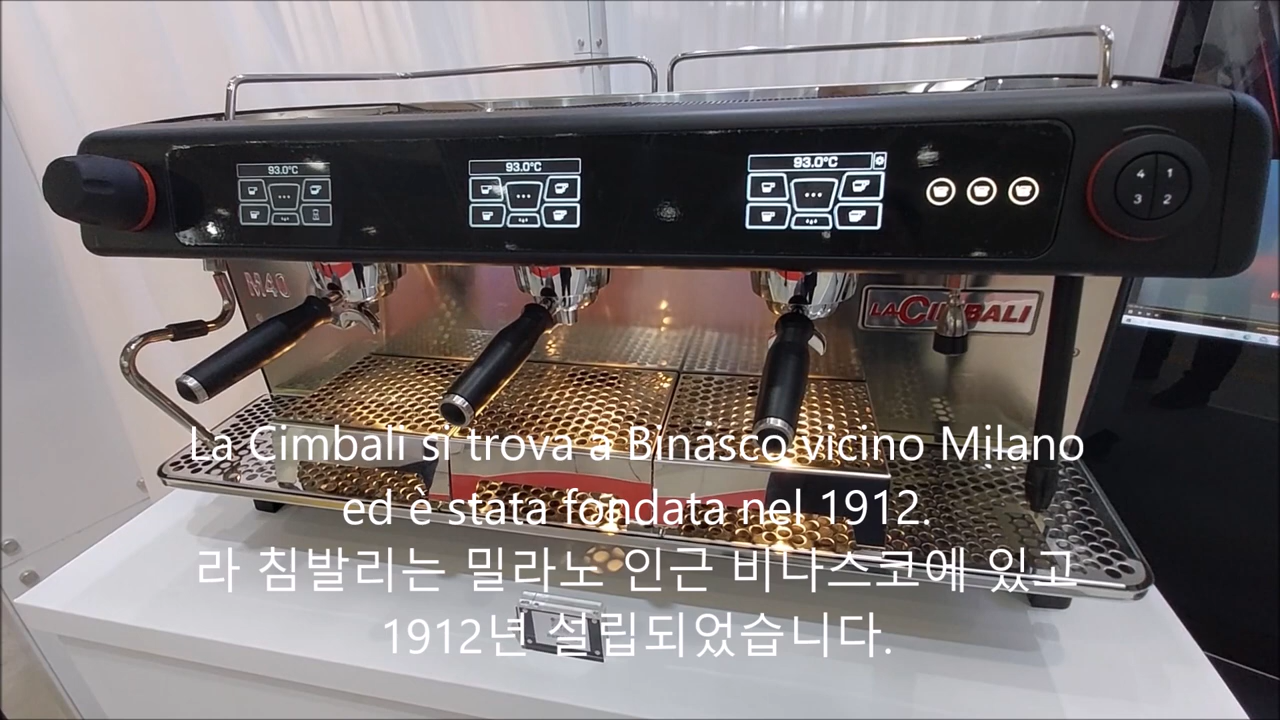 93.0°C
93.0°C
93.0°C
4 1
3 2
M40
LACIMBALI
La Cimbali si trova a Binasco vicino Milano
ed è stata fondata nel 1912.
라 침발리는 밀라노 인근 비나스코에 있고
1912년 설립되었습니다.